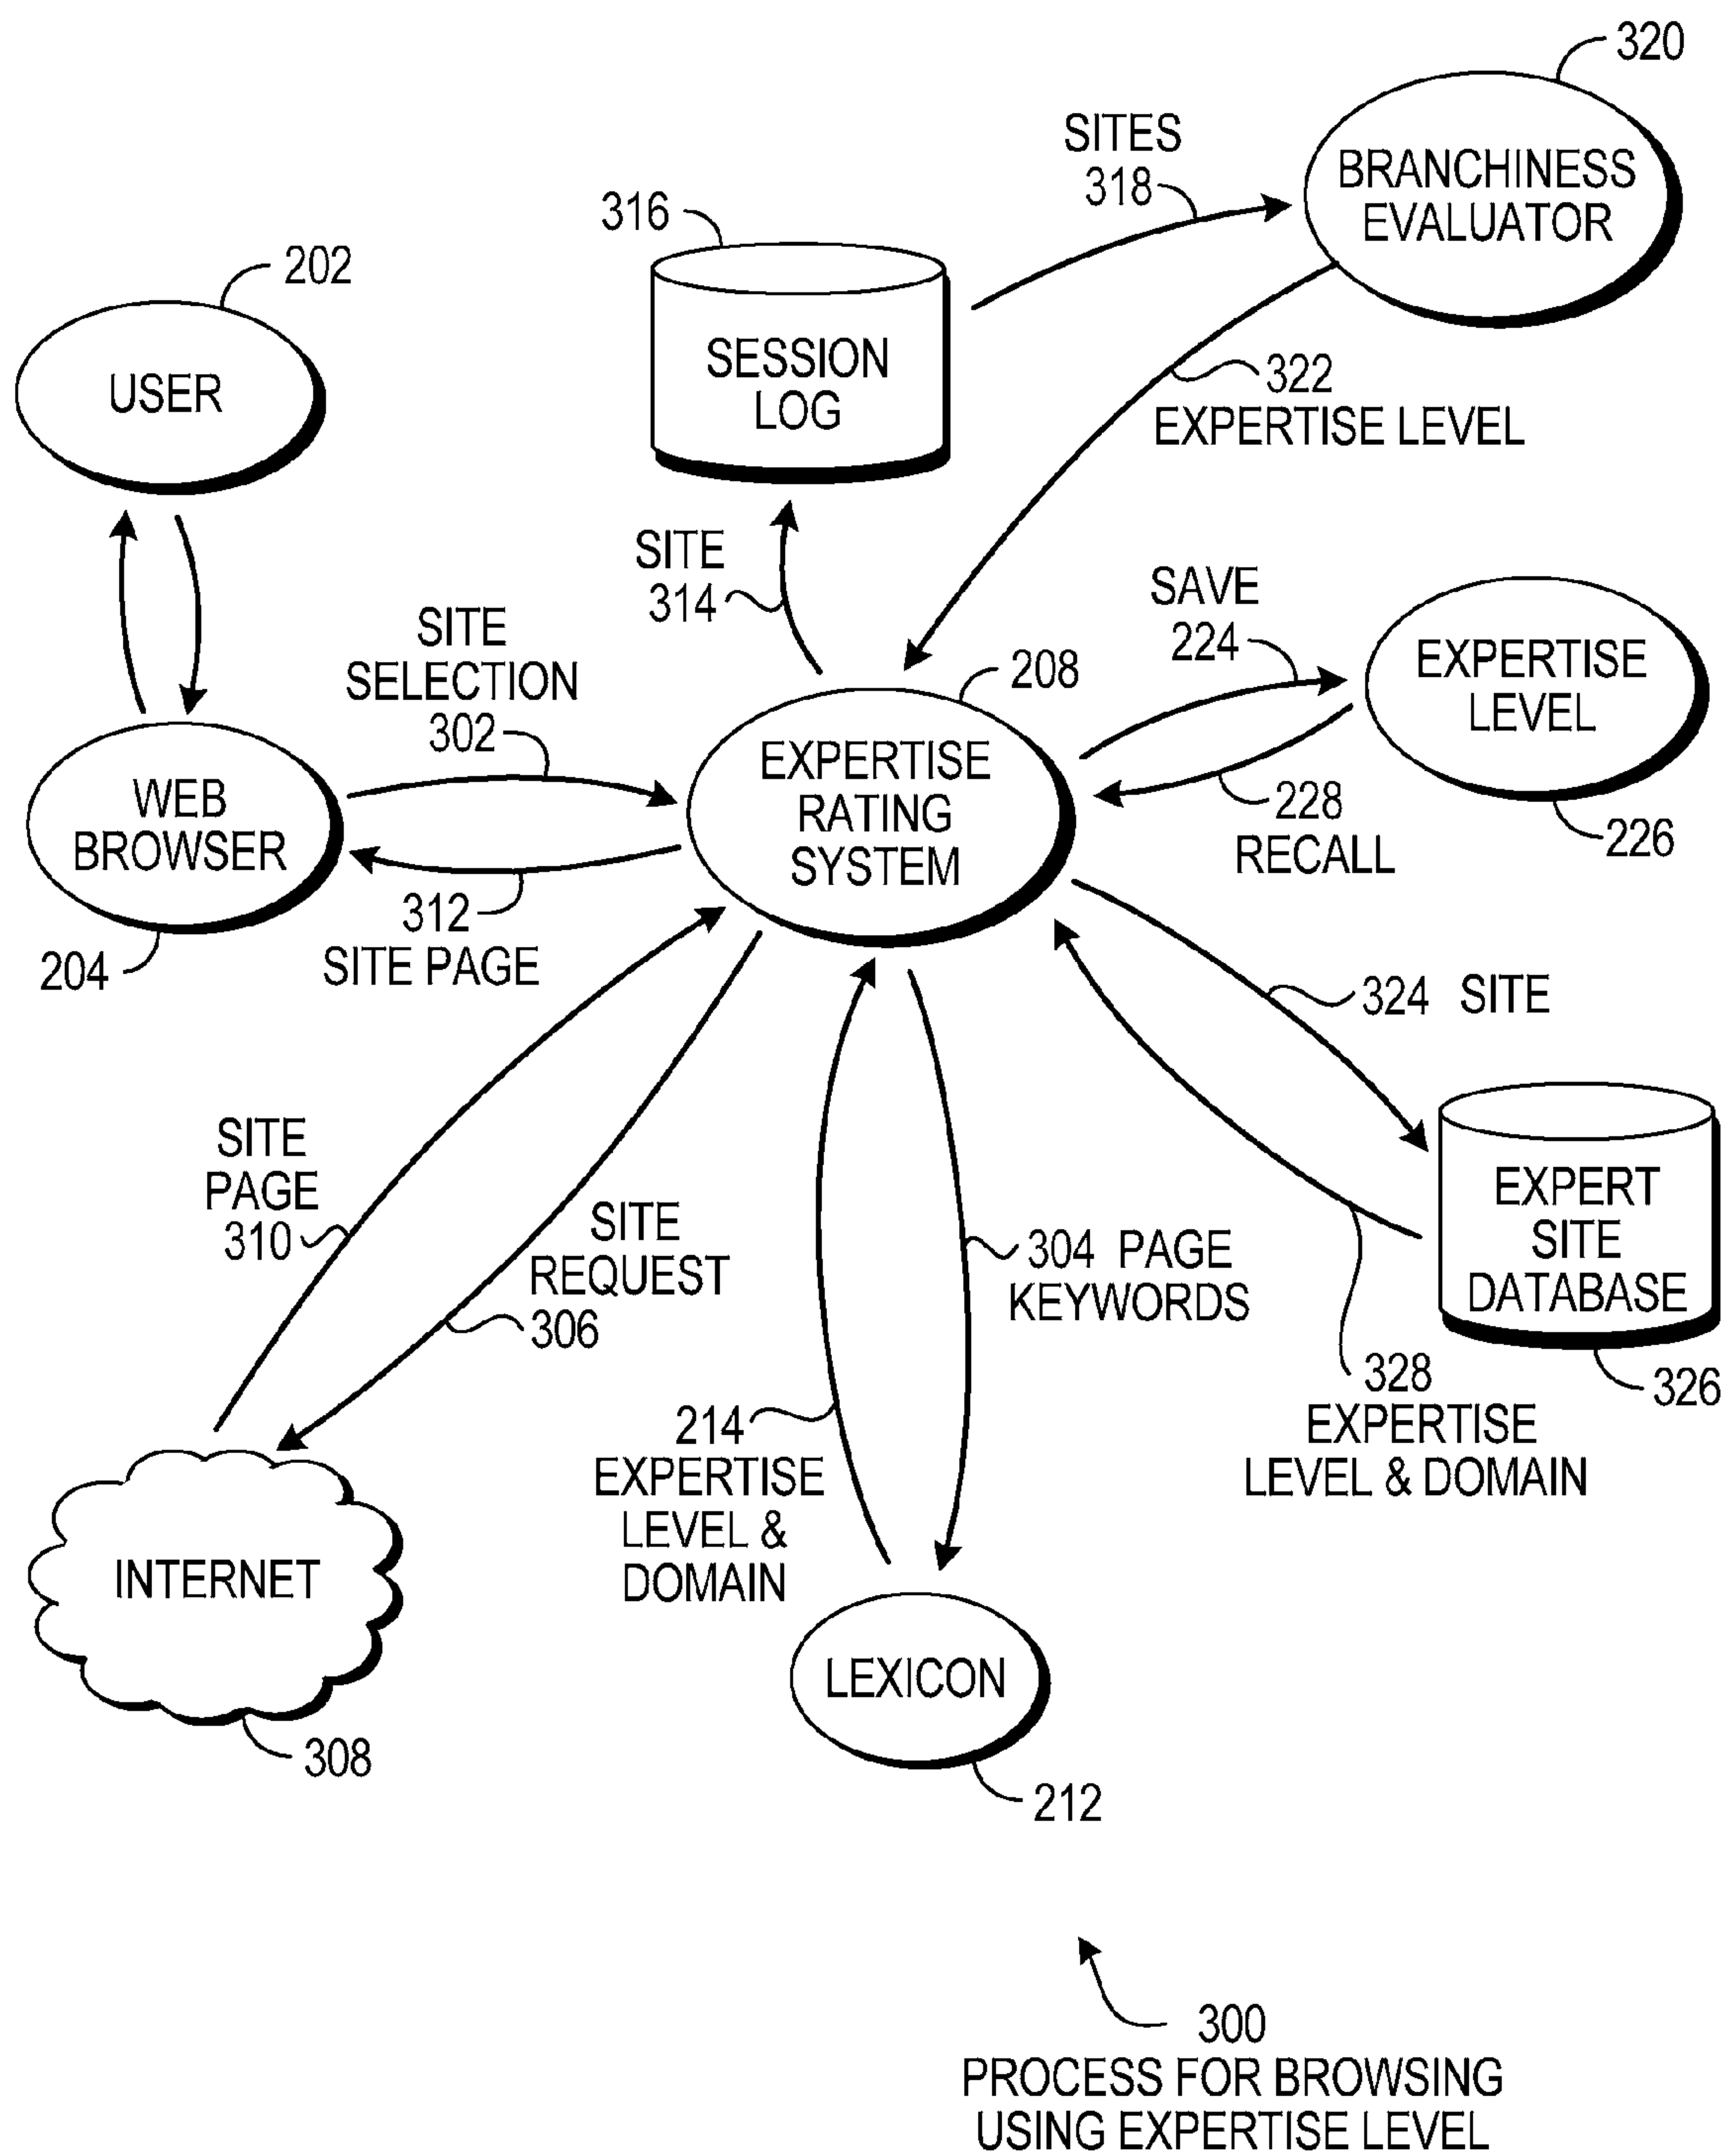 320
SITES
318
BRANCHINESS
EVALUATOR
316
202
SESSION
LOG
USER
322
EXPERTISE LEVEL
SITE
314
SAVE
224
EXPERTISE
LEVEL
SITE
SELECTION
302
208
EXPERTISE
RATING
SYSTEM
WEB
BROWSER
228
RECALL
226
312
SITE PAGE
204
324 SITE
SITE
PAGE
310
SITE
REQUEST
306
304 PAGE
KEYWORDS
EXPERT
SITE
DATABASE
328
EXPERTISE
LEVEL & DOMAIN
326
214
EXPERTISE
LEVEL &
DOMAIN
INTERNET
LEXICON
308
212
300
PROCESS FOR BROWSING
USING EXPERTISE LEVEL